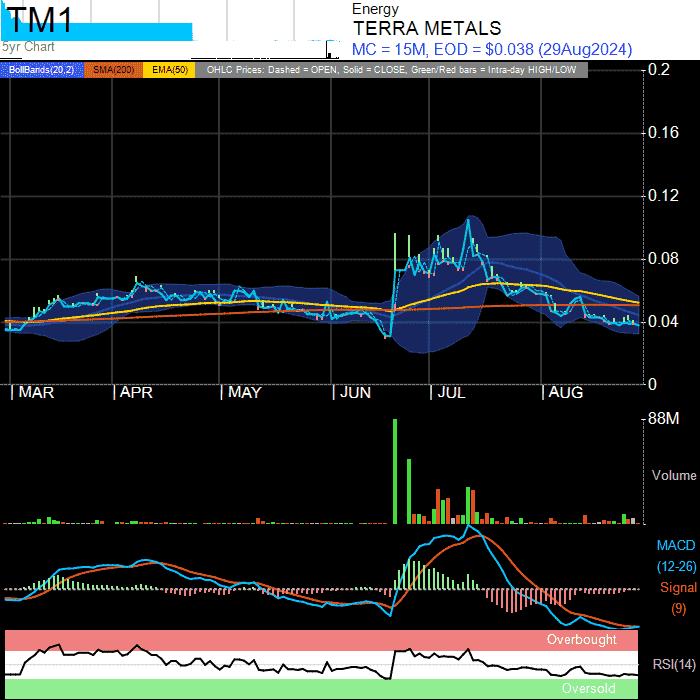 TM1
Energy
TERRA METALS
5yr Chart
MC = 15M, EOD = $0.038 (29Aug2024)
BollBands(20,2) SMA(200) EMA(50) OHLC Prices: Dashed = OPEN, Solid = CLOSE, Green/Red bars = Intra-day HIGH/LOW
0.2
0.16
0.12
0.08
0.04
0
MAR APR MAY JUN JUL AUG
88M
Volume
MACD
(12-26)
Signal
(9)
Overbought
RSI(14)
Oversold